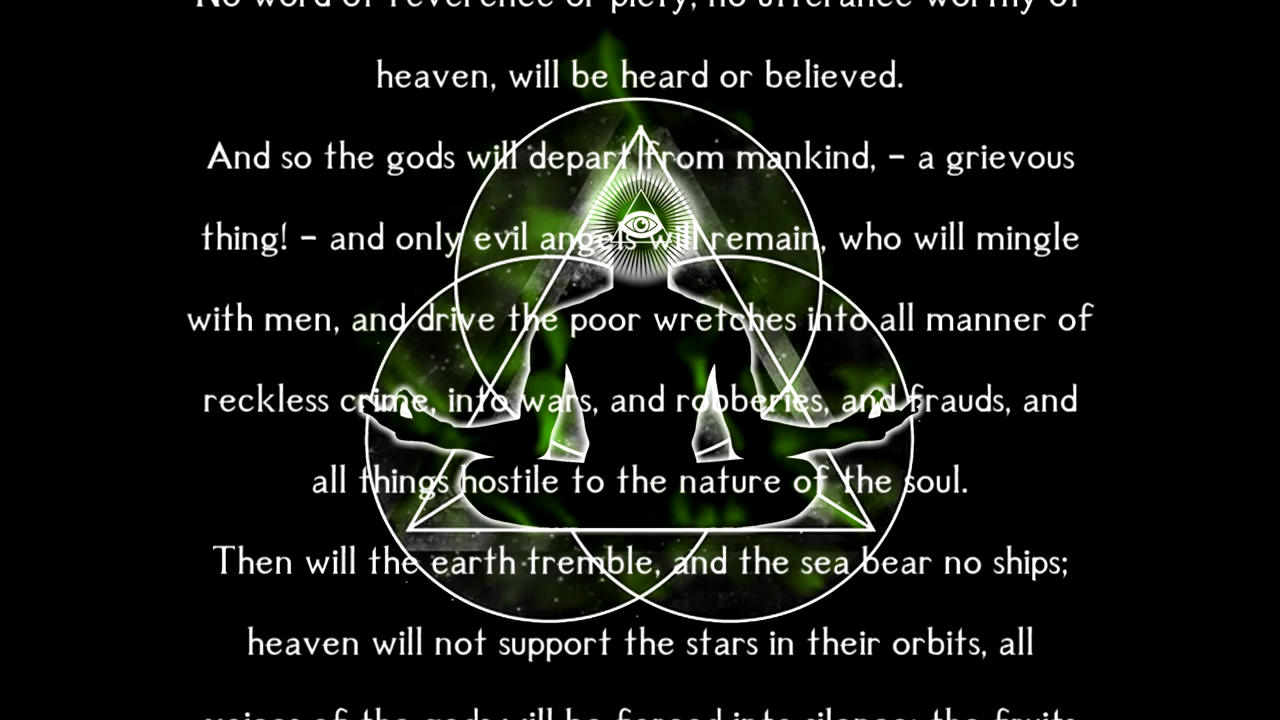 No word of reverence or piety, no utterance worthy of
heaven, will be heard or believed.
And so the gods will depart from mankind, – a grievous
thing! – and only evil angels will remain, who will mingle
with men, and drive the poor wretches into all manner of
reckless crime, into wars, and robberies, and frauds, and
all things hostile to the nature of the soul.
Then will the earth tremble, and the sea bear no ships;
heaven will not support the stars in their orbits, all
voices of the gods will be forced into silence; the fruits